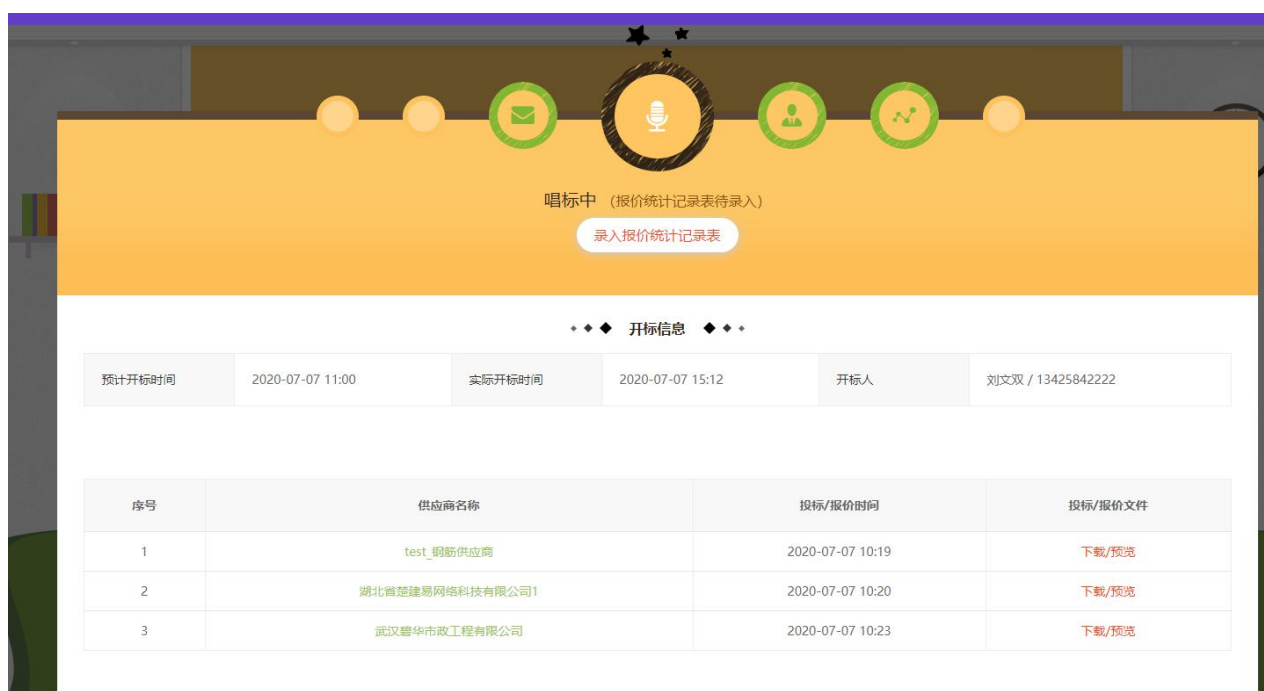 唱标中 （报价统计记录表待录入）
录入报价统计记录表
开标信息
预计开标时间 2020-07-07 11:00 实际开标时间 2020-07-07 15:12 开标人 刘文双 / 13425842222
序号 供应商名称 投标/报价时间 投标/报价文件
1 test_钢筋供应商 2020-07-07 10:19 下载/预览
2 湖北省楚建易网络科技有限公司1 2020-07-07 10:20 下载/预览
3 武汉碧华市政工程有限公司 2020-07-07 10:23 下载/预览